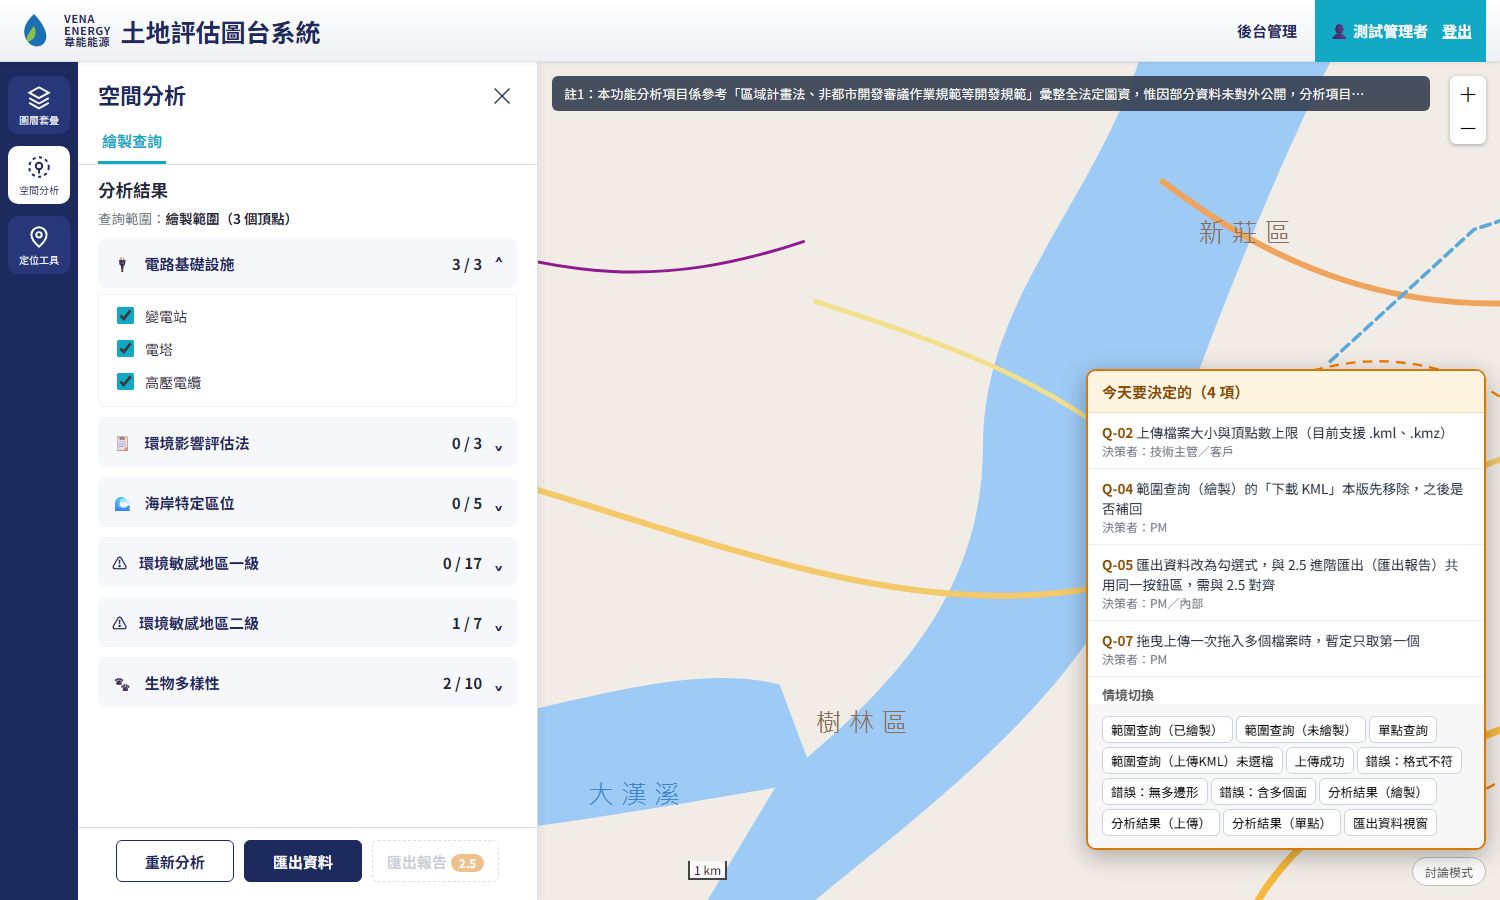 VENA
ENERGY
韋能能源
土地評估圖台系統
後台管理
測試管理者
登出
圖層套疊
空間分析
定位工具
空間分析
繪製查詢
分析結果
查詢範圍：繪製範圍（3 個頂點）
電路基礎設施 3 / 3
變電站
電塔
高壓電纜
環境影響評估法 0 / 3
海岸特定區位 0 / 5
環境敏感地區一級 0 / 17
環境敏感地區二級 1 / 7
生物多樣性 2 / 10
重新分析
匯出資料
匯出報告 2.5
註1：本功能分析項目係參考「區域計畫法、非都市開發審議作業規範等開發規範」彙整全法定圖資，惟因部分資料未對外公開，分析項目…
新莊區
樹林區
大漢溪
1 km
今天要決定的（4 項）
Q-02 上傳檔案大小與頂點數上限（目前支援 .kml、.kmz）
決策者：技術主管／客戶
Q-04 範圍查詢（繪製）的「下載 KML」本版先移除，之後是
否補回
決策者：PM
Q-05 匯出資料改為勾選式，與 2.5 進階匯出（匯出報告）共
用同一按鈕區，需與 2.5 對齊
決策者：PM／內部
Q-07 拖曳上傳一次拖入多個檔案時，暫定只取第一個
決策者：PM
情境切換
範圍查詢（已繪製） 範圍查詢（未繪製） 單點查詢
範圍查詢（上傳KML）未選檔 上傳成功 錯誤：格式不符
錯誤：無多邊形 錯誤：含多個面 分析結果（繪製）
分析結果（上傳） 分析結果（單點） 匯出資料視窗
討論模式